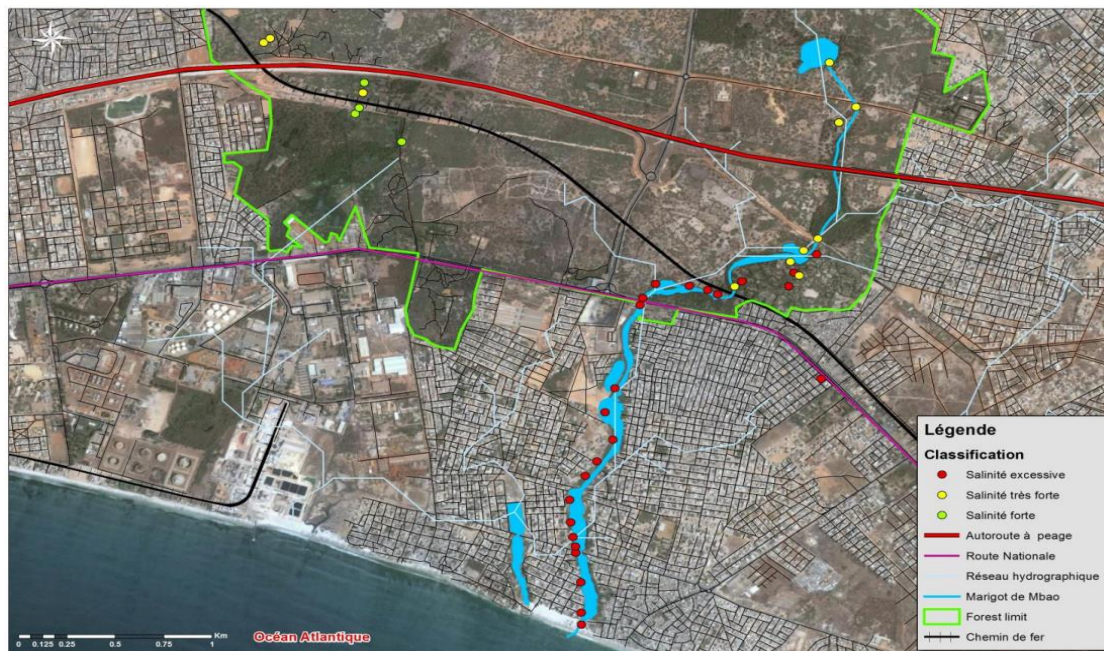 Légende
Classification
Salinité excessive
Salinité très forte
Salinité forte
Autoroute à peage
Route Nationale
Réseau hydrographique
Marigot de Mbao
Forest limit
Chemin de fer
Km
0 0.125 0.25 0.5 0.75 1
Océan Atlantique